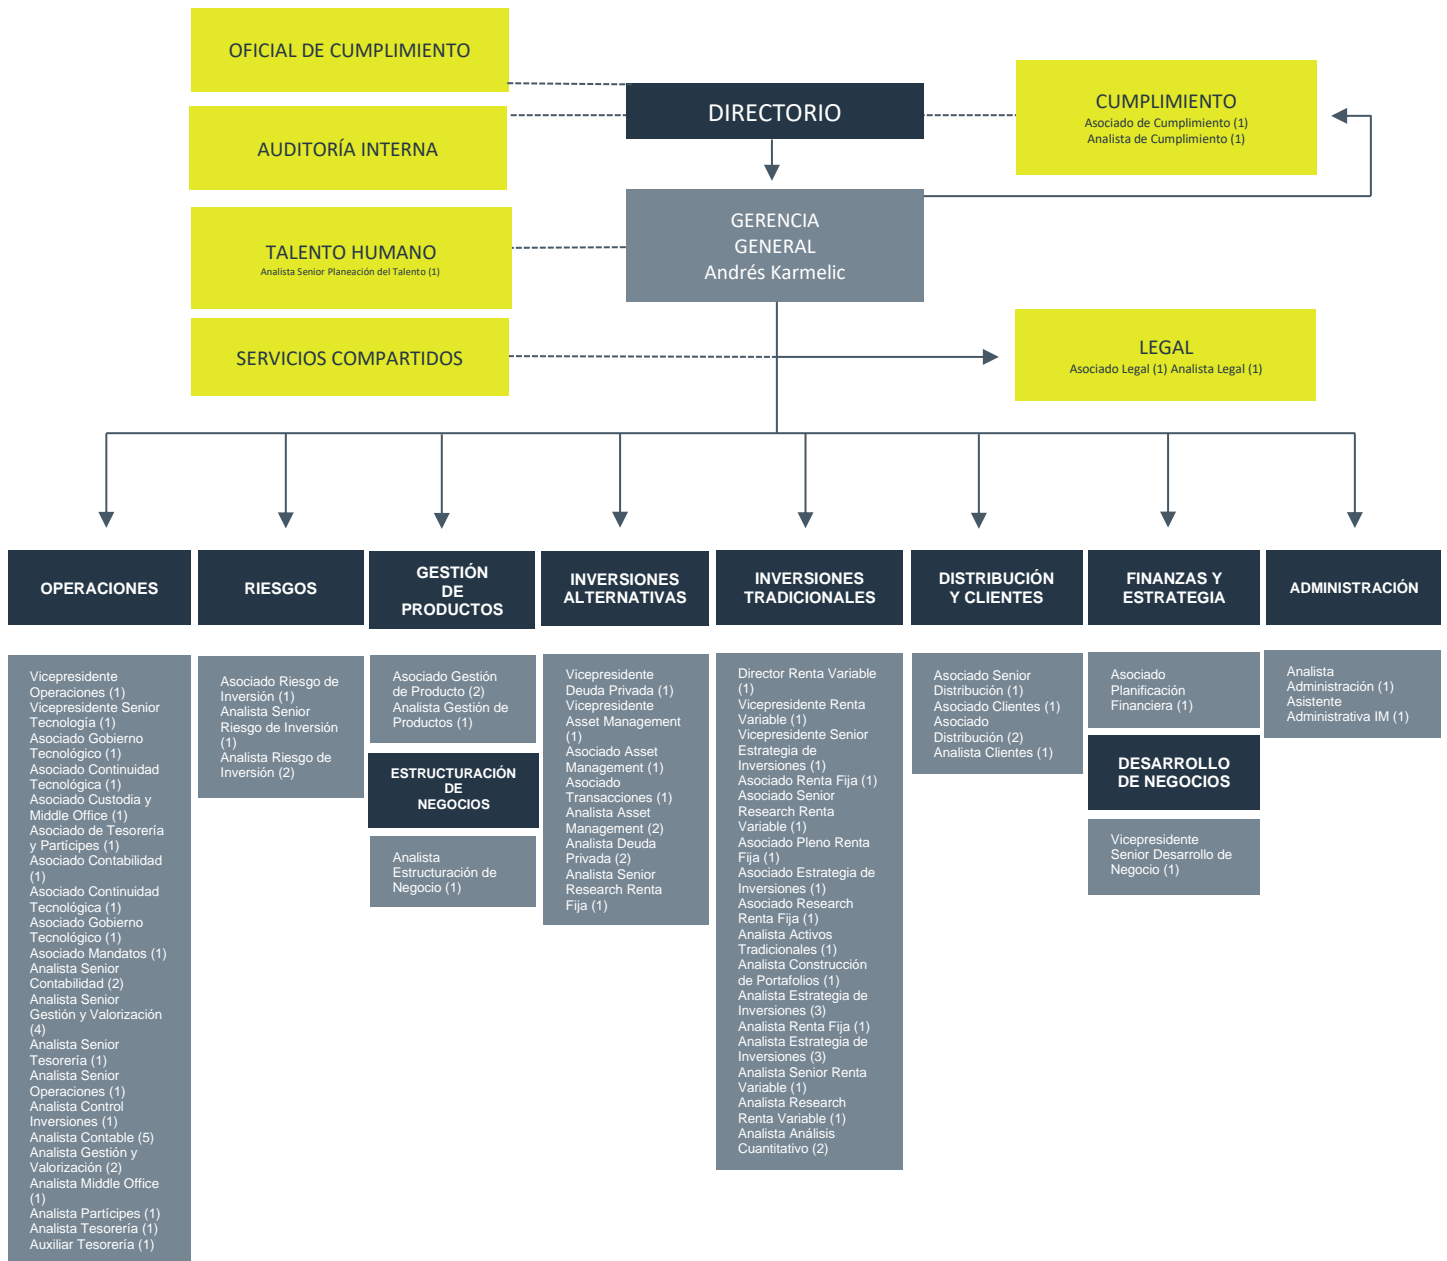 OFICIAL DE CUMPLIMIENTO
AUDITORÍA INTERNA
DIRECTORIO
CUMPLIMIENTO
Asociado de Cumplimiento (1)
Analista de Cumplimiento (1)
TALENTO HUMANO
Analista Senior Planeación del Talento (1)
GERENCIA
GENERAL
Andrés Karmelic
SERVICIOS COMPARTIDOS
LEGAL
Asociado Legal (1) Analista Legal (1)
OPERACIONES
Vicepresidente
Operaciones (1)
Vicepresidente Senior
Tecnología (1)
Asociado Gobierno
Tecnológico (1)
Asociado Continuidad
Tecnológica (1)
Asociado Custodia y
Middle Office (1)
Asociado de Tesorería
y Partícipes (1)
Asociado Contabilidad
(1)
Asociado Continuidad
Tecnológica (1)
Asociado Gobierno
Tecnológico (1)
Asociado Mandatos (1)
Analista Senior
Contabilidad (2)
Analista Senior
Gestión y Valorización
(4)
Analista Senior
Tesorería (1)
Analista Senior
Operaciones (1)
Analista Control
Inversiones (1)
Analista Contable (5)
Analista Gestión y
Valorización (2)
Analista Middle Office
(1)
Analista Partícipes (1)
Analista Tesorería (1)
Auxiliar Tesorería (1)
RIESGOS
Asociado Riesgo de
Inversión (1)
Analista Senior
Riesgo de Inversión
(1)
Analista Riesgo de
Inversión (2)
GESTIÓN
DE
PRODUCTOS
Asociado Gestión
de Producto (2)
Analista Gestión de
Productos (1)
ESTRUCTURACIÓN
DE
NEGOCIOS
Analista
Estructuración de
Negocio (1)
INVERSIONES
ALTERNATIVAS
Vicepresidente
Deuda Privada (1)
Vicepresidente
Asset Management
(1)
Asociado Asset
Management (1)
Asociado
Transacciones (1)
Analista Asset
Management (2)
Analista Deuda
Privada (2)
Analista Senior
Research Renta
Fija (1)
INVERSIONES
TRADICIONALES
Director Renta Variable
(1)
Vicepresidente Renta
Variable (1)
Vicepresidente Senior
Estrategia de
Inversiones (1)
Asociado Renta Fija (1)
Asociado Senior
Research Renta
Variable (1)
Asociado Pleno Renta
Fija (1)
Asociado Estrategia de
Inversiones (1)
Asociado Research
Renta Fija (1)
Analista Activos
Tradicionales (1)
Analista Construcción
de Portafolios (1)
Analista Estrategia de
Inversiones (3)
Analista Renta Fija (1)
Analista Estrategia de
Inversiones (3)
Analista Senior Renta
Variable (1)
Analista Research
Renta Variable (1)
Analista Análisis
Cuantitativo (2)
DISTRIBUCIÓN
Y CLIENTES
Asociado Senior
Distribución (1)
Asociado Clientes (1)
Asociado
Distribución (2)
Analista Clientes (1)
FINANZAS Y
ESTRATEGIA
Asociado
Planificación
Financiera (1)
DESARROLLO
DE NEGOCIOS
Vicepresidente
Senior Desarrollo de
Negocio (1)
ADMINISTRACIÓN
Analista
Administración (1)
Asistente
Administrativa IM (1)